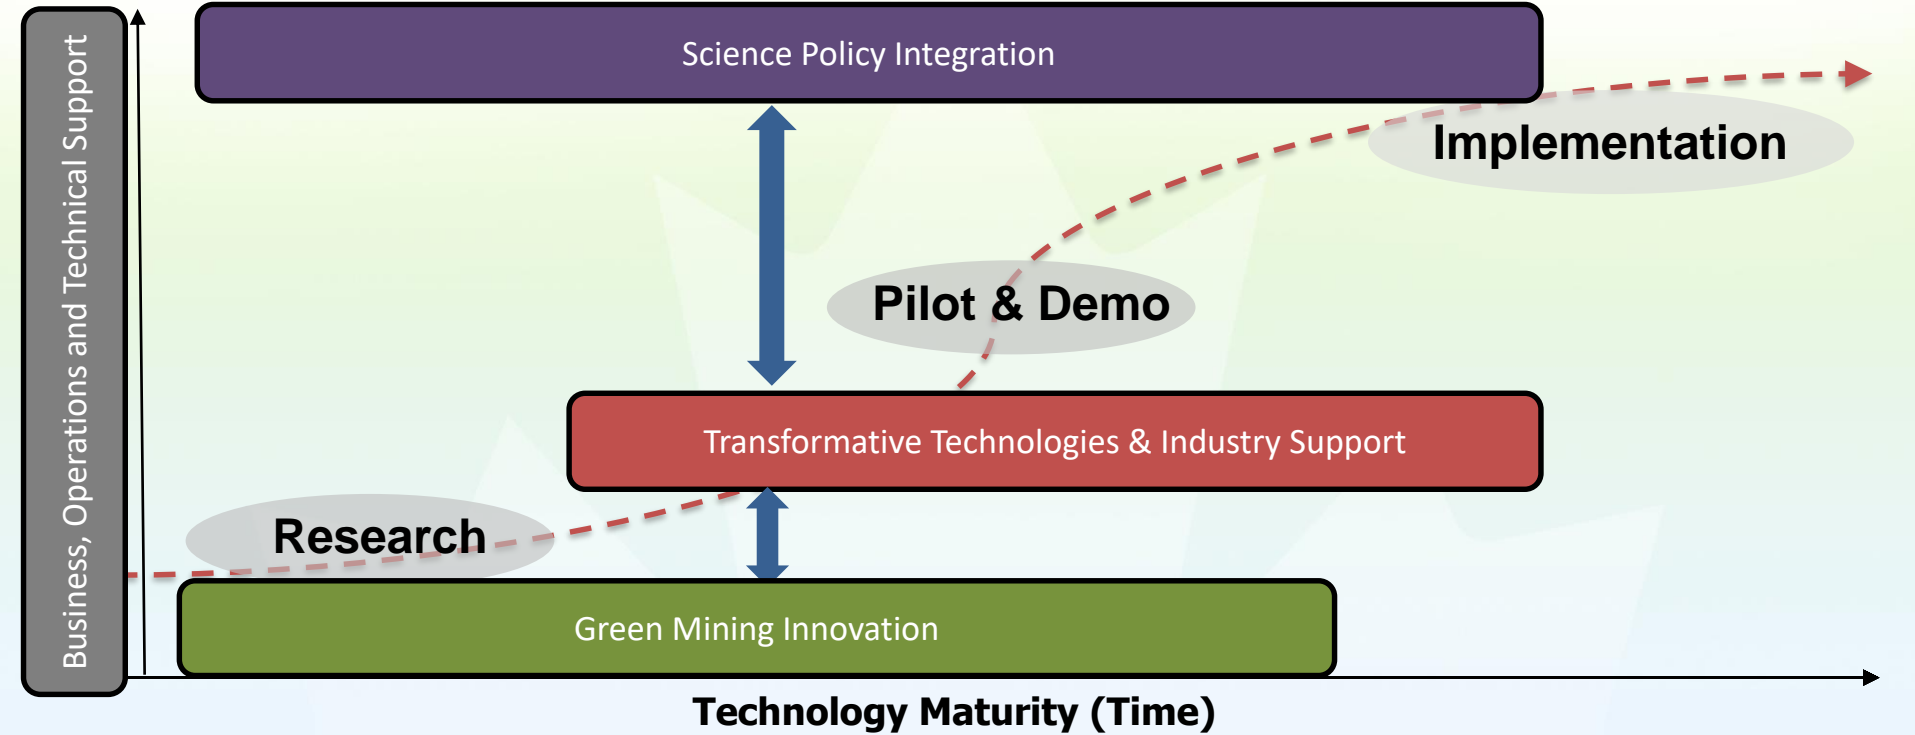 Business, Operations and Technical Support
Science Policy Integration
Implementation
Pilot & Demo
Transformative Technologies & Industry Support
Research
Green Mining Innovation
Technology Maturity (Time)